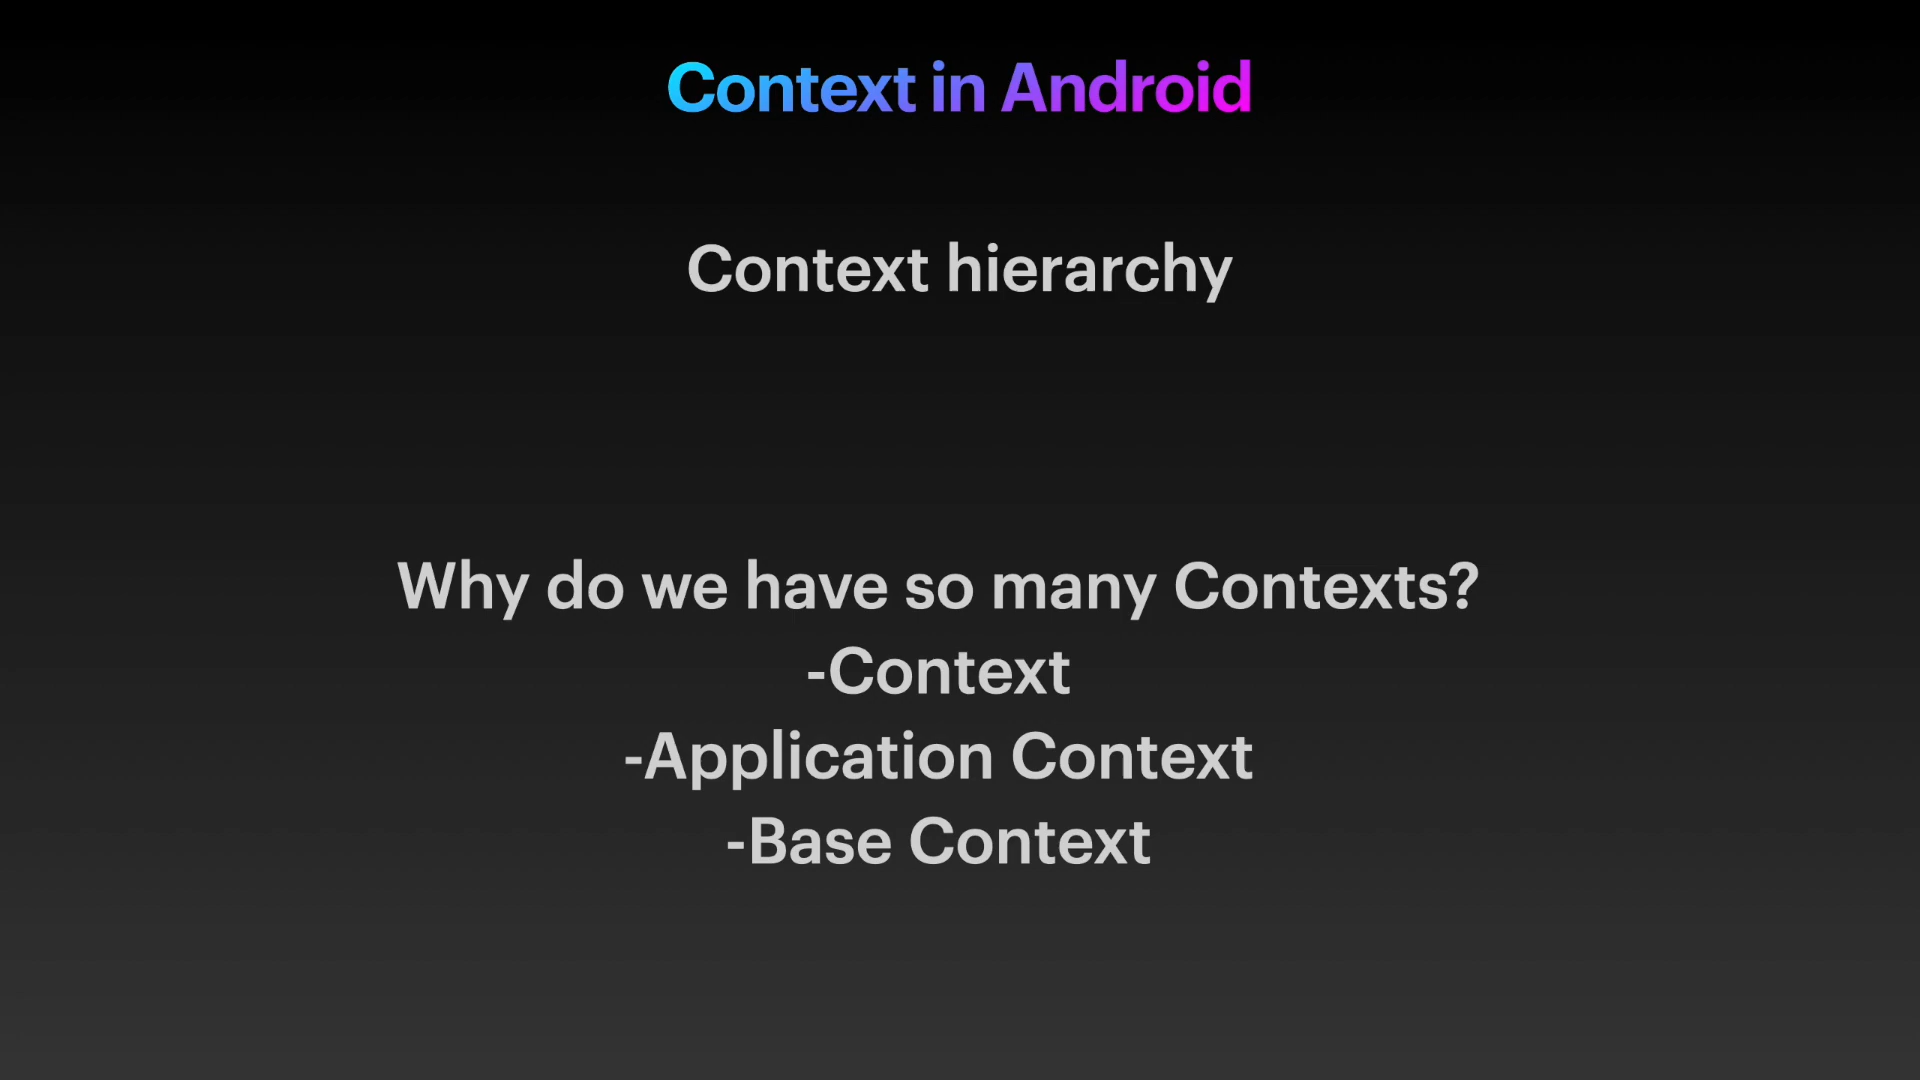 Context in Android
Context hierarchy
Why do we have so many Contexts?
-Context
-Application Context
-Base Context